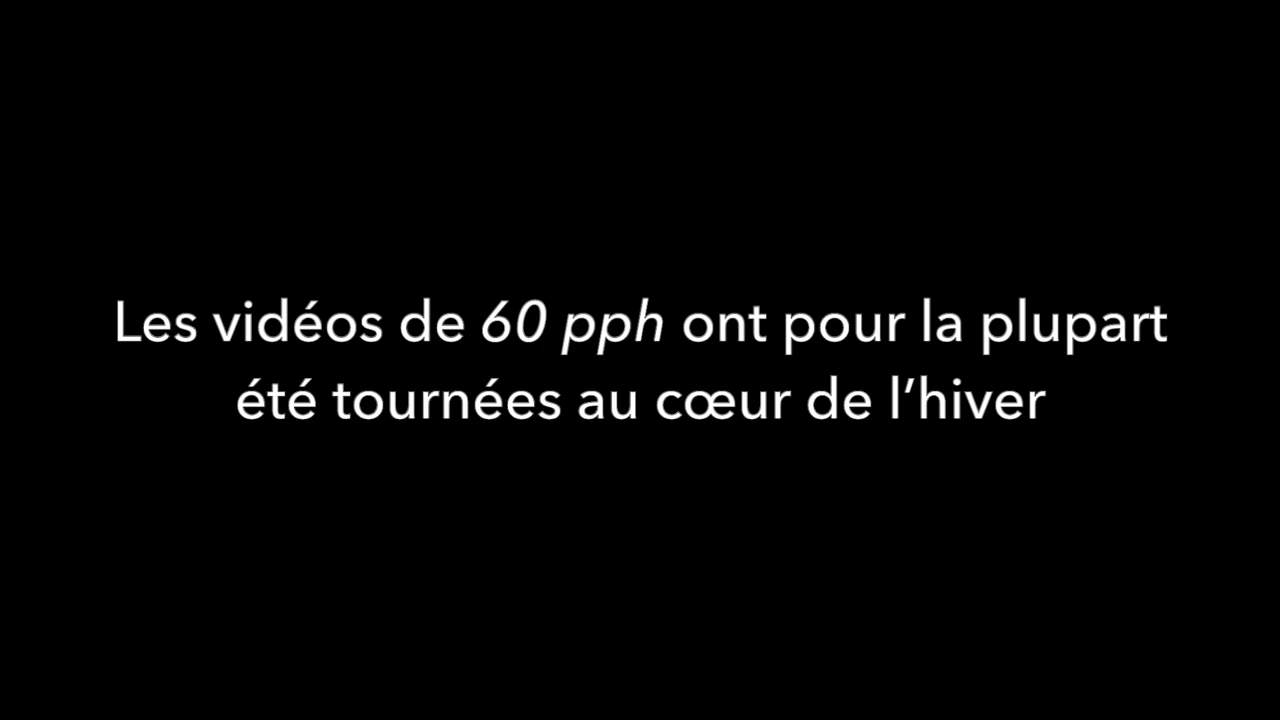 Les vidéos de 60 pph ont pour la plupart
été tournées au cœur de l’hiver